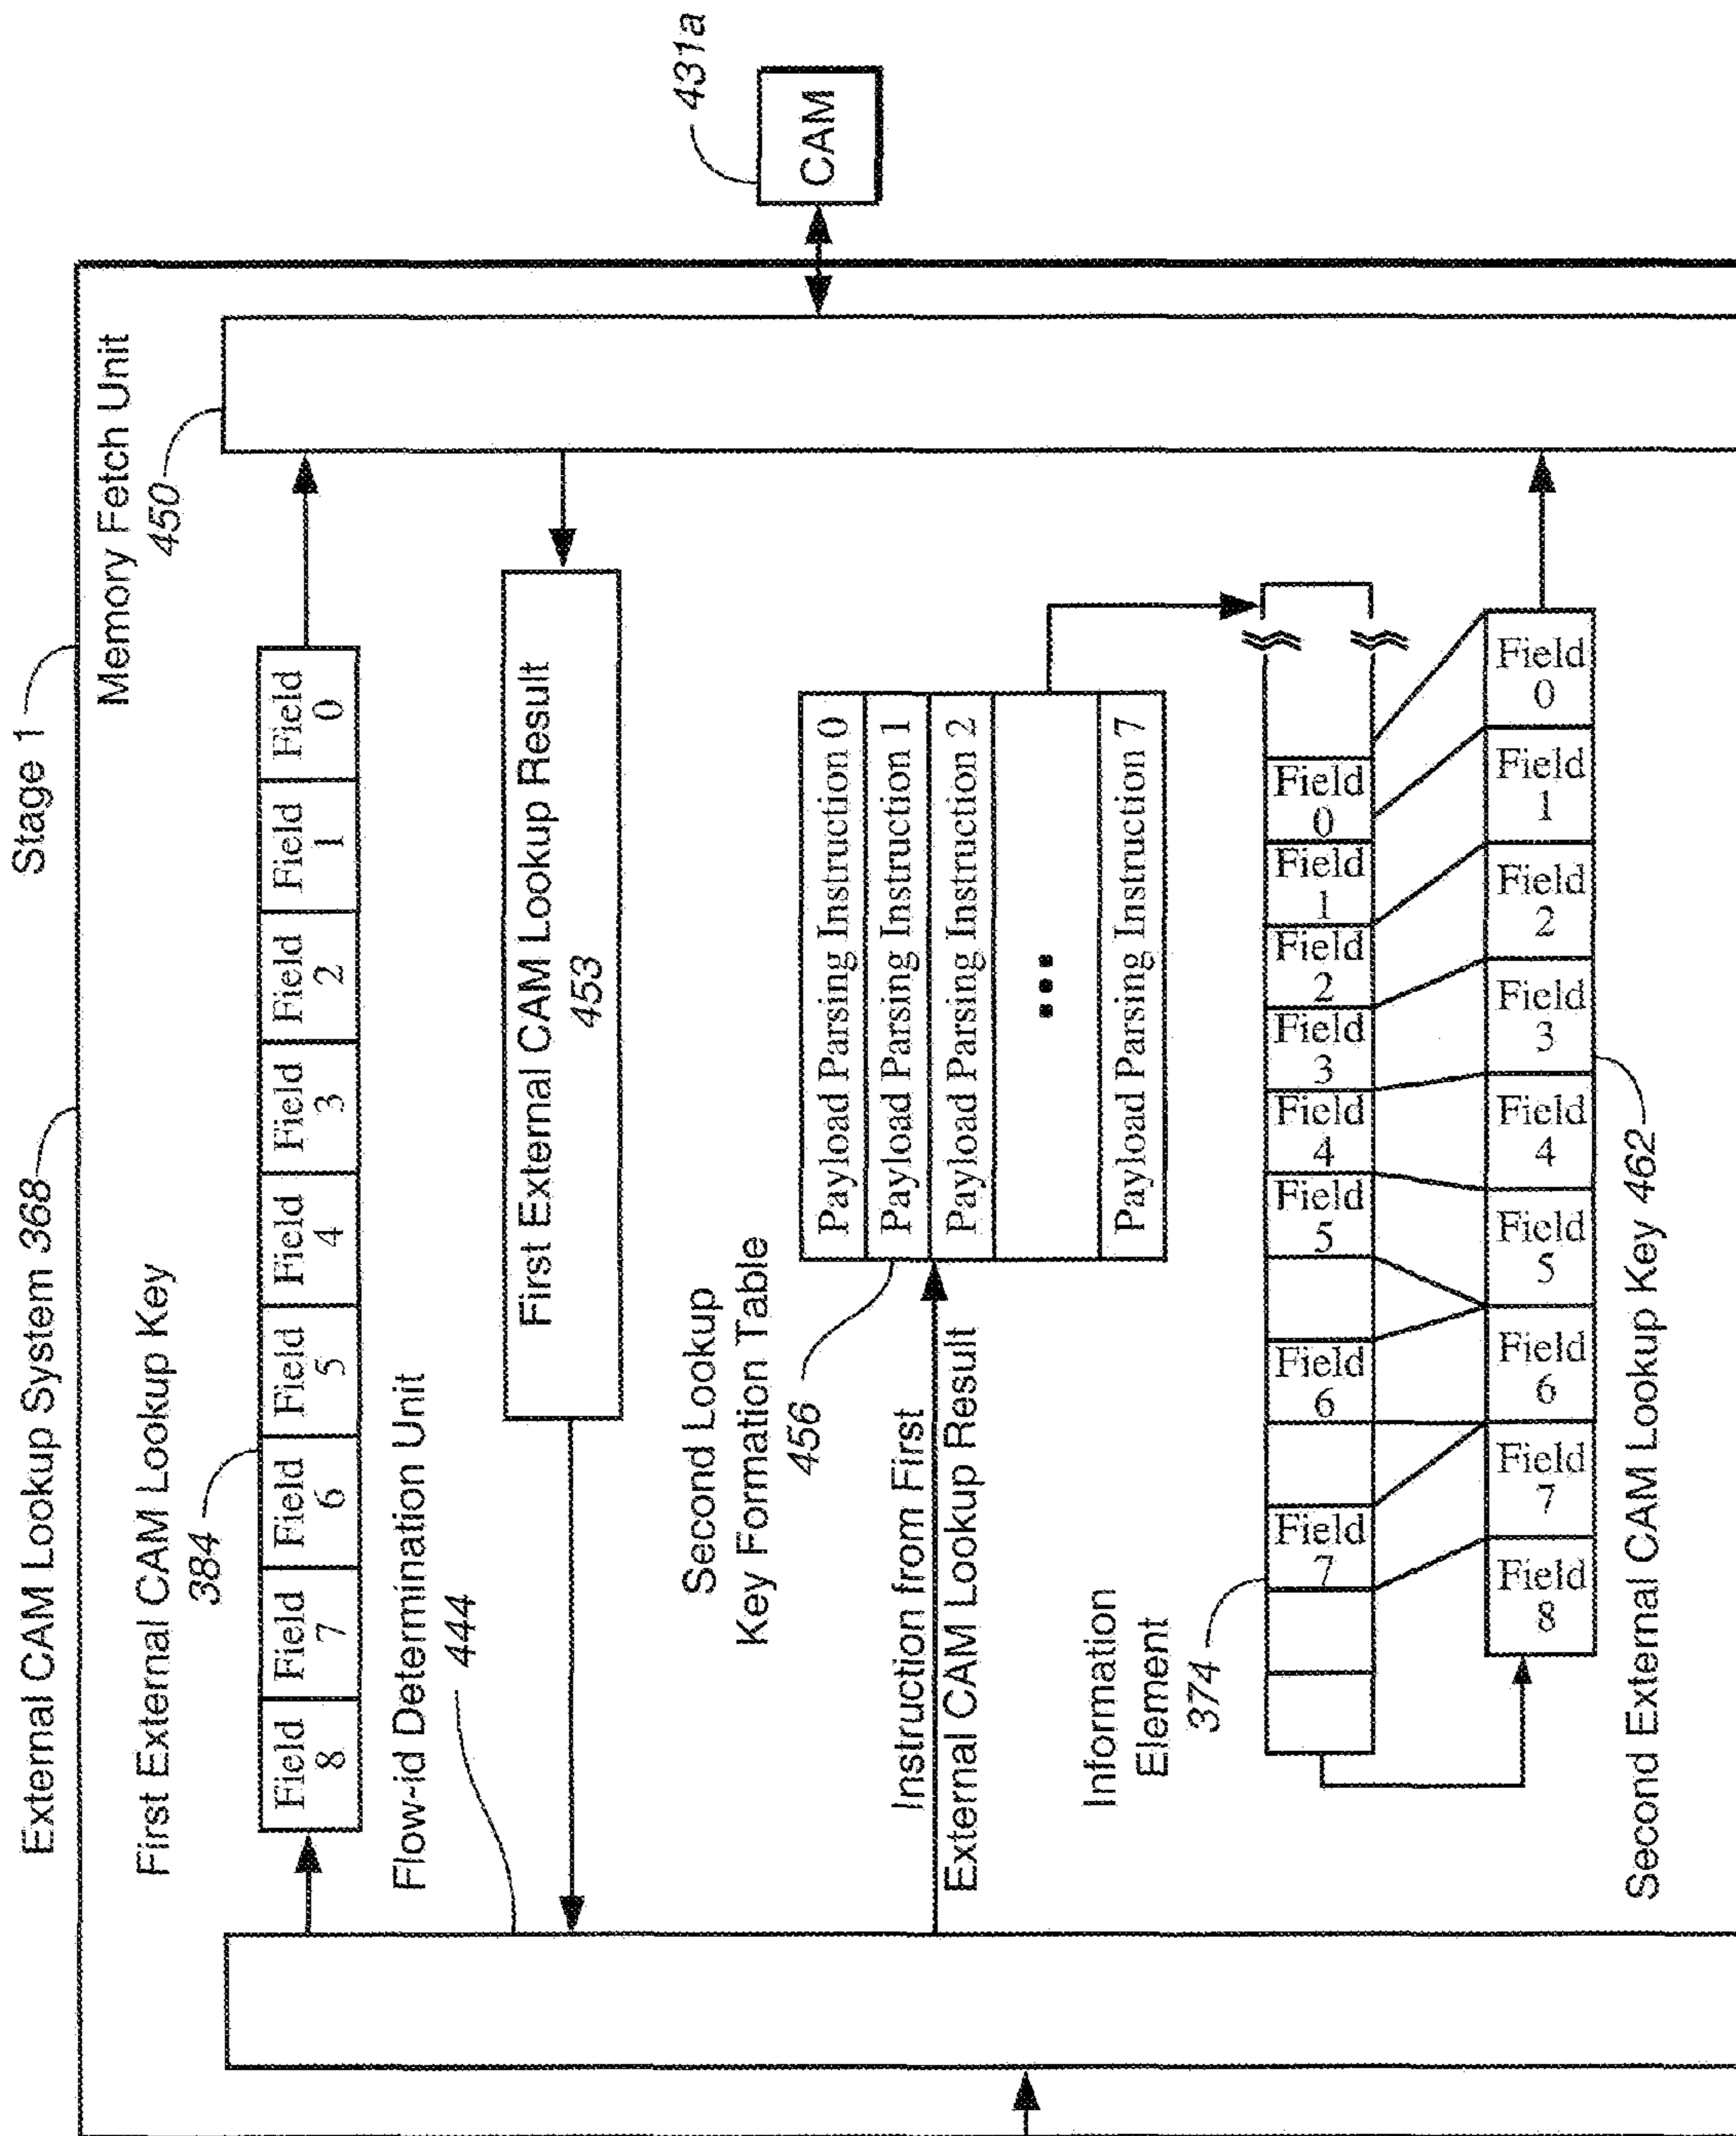 External CAM Lookup System 368
Stage 1
First External CAM Lookup Key
384
Memory Fetch Unit
450
431a
CAM
Field 8
Field 7
Field 6
Field 5
Field 4
Field 3
Field 2
Field 1
Field 0
Flow-id Determination Unit
444
First External CAM Lookup Result
453
Second Lookup
Key Formation Table
456
Payload Parsing Instruction 0
Payload Parsing Instruction 1
Payload Parsing Instruction 2
...
Payload Parsing Instruction 7
Instruction from First
External CAM Lookup Result
Information
Element
374
Field 7
Field 6
Field 5
Field 4
Field 3
Field 2
Field 1
Field 0
Field 8
Field 7
Field 6
Field 5
Field 4
Field 3
Field 2
Field 1
Field 0
Second External CAM Lookup Key 462